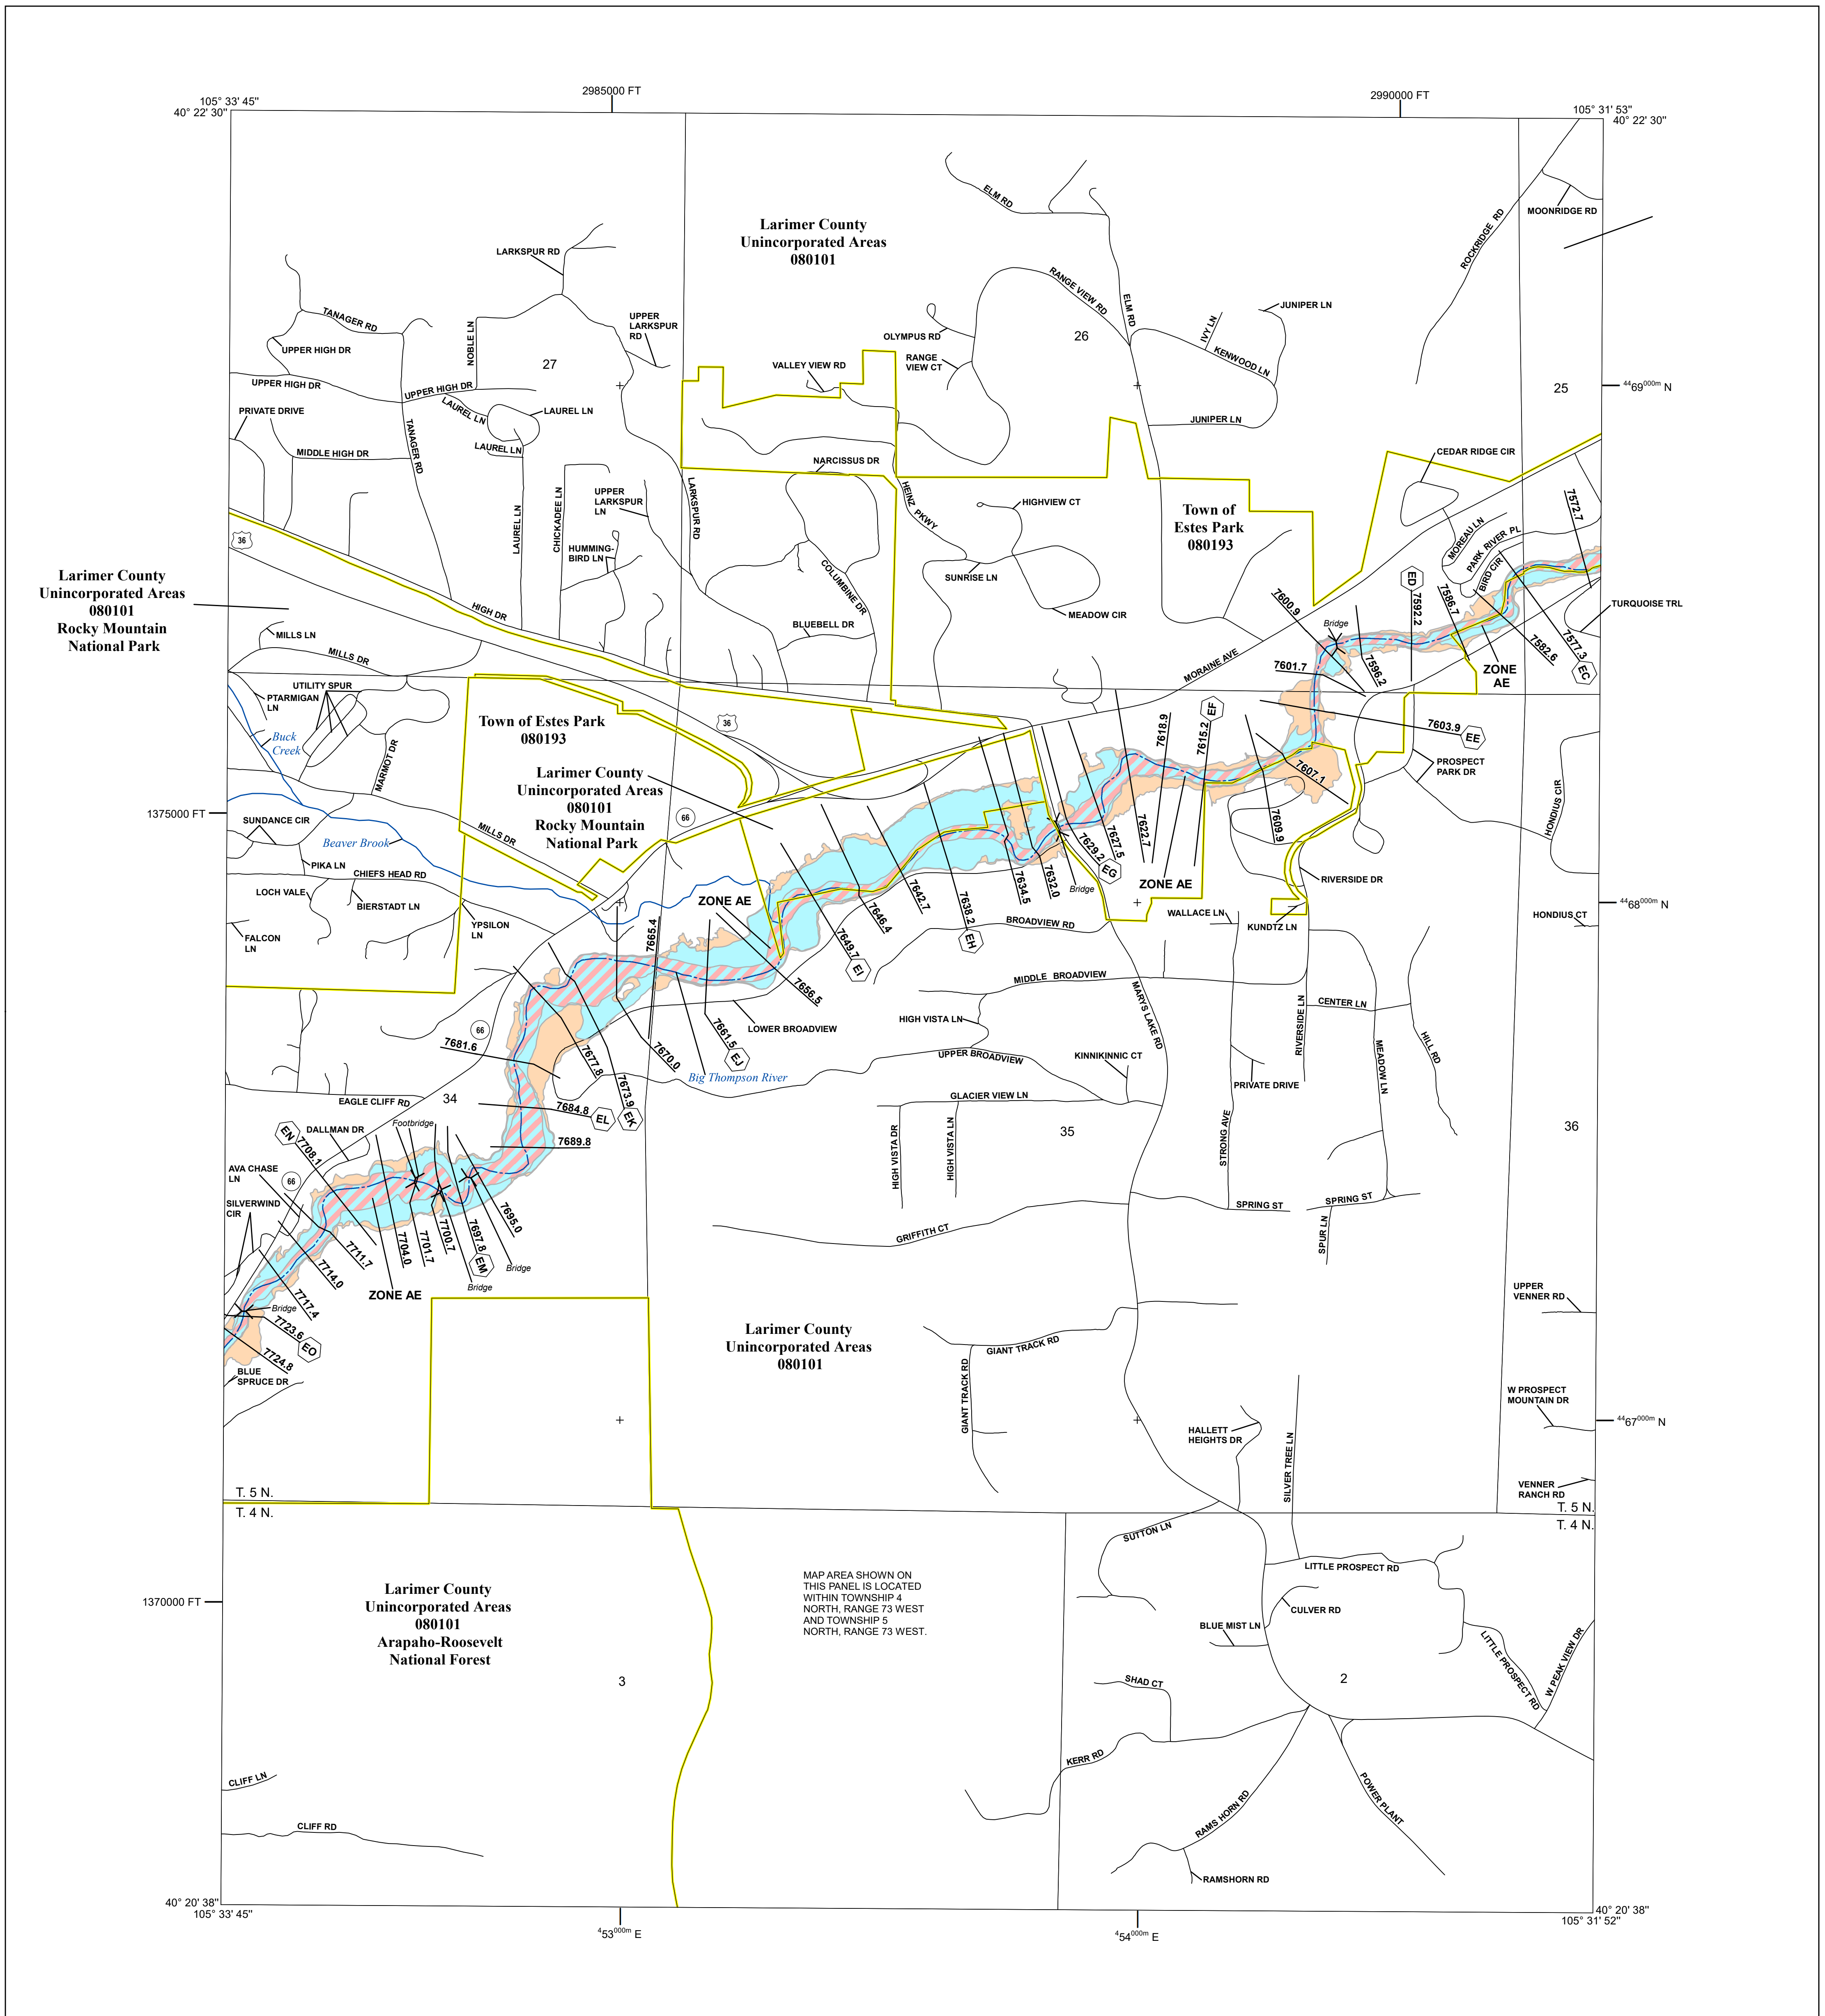 105° 33' 45"
40° 22' 30"
2985000 FT
2990000 FT
105° 31' 53"
40° 22' 30"
MOONRIDGE RD
ROCKRIDGE RD
ELM RD
Larimer County
Unincorporated Areas
080101
LARKSPUR RD
RANGE VIEW RD
ELM RD
JUNIPER LN
IVY LN
KENWOOD LN
JUNIPER LN
TANAGER RD
UPPER HIGH DR
NOBLE LN
UPPER
LARKSPUR
RD
OLYMPUS RD
RANGE
VIEW CT
VALLEY VIEW RD
26
27
25
4469000m N
UPPER HIGH DR
UPPER HIGH DR
LAUREL LN
LAUREL LN
LAUREL LN
PRIVATE DRIVE
MIDDLE HIGH DR
TANAGER RD
NARCISSUS DR
CEDAR RIDGE CIR
LAUREL LN
CHICKADEE LN
UPPER
LARKSPUR
LN
LARKSPUR RD
HEINZ PKWY
HIGHVIEW CT
Town of
Estes Park
080193
MOREAU LN
PARK RIVER PL
BIRD CIR
7572.7
36
HUMMING-
BIRD LN
COLUMBINE DR
SUNRISE LN
MEADOW CIR
BLUEBELL DR
Larimer County
Unincorporated Areas
080101
Rocky Mountain
National Park
HIGH DR
MILLS LN
MILLS DR
7600.9
Bridge
ED
7592.2
7586.7
TURQUOISE TRL
7582.6
7577.3
EC
ZONE
AE
7601.7
7596.2
MORAINE AVE
UTILITY SPUR
PTARMIGAN
LN
Buck
Creek
MARMOT DR
Town of Estes Park
080193
36
7618.9
7615.2
EF
7603.9
EE
PROSPECT
PARK DR
7607.1
HONDIUS CIR
Larimer County
Unincorporated Areas
080101
Rocky Mountain
National Park
66
1375000 FT
SUNDANCE CIR
Beaver Brook
MILLS DR
PIKA LN
CHIEFS HEAD RD
LOCH VALE
BIERSTADT LN
YPSILON
LN
FALCON
LN
7622.7
7627.5
7629.2
EG
7632.0
7634.5
7638.2
EH
7642.7
7646.4
7649.7
EI
7656.5
Bridge
ZONE AE
7609.9
RIVERSIDE DR
WALLACE LN
KUNDTZ LN
HONDIUS CT
4468000m N
ZONE AE
7665.4
BROADVIEW RD
MIDDLE BROADVIEW
MARYS LAKE RD
CENTER LN
RIVERSIDE LN
HILL RD
MEADOW LN
HIGH VISTA LN
LOWER BROADVIEW
UPPER BROADVIEW
KINNIKINNIC CT
PRIVATE DRIVE
66
7681.6
7677.8
7673.9
EK
7670.0
7661.5
EJ
Big Thompson River
GLACIER VIEW LN
EAGLE CLIFF RD
34
7684.8
EL
35
36
HIGH VISTA DR
HIGH VISTA LN
STRONG AVE
EN
7708.1
DALLMAN DR
Footbridge
7689.8
AVA CHASE
LN
66
SILVERWIND
CIR
SPRING ST
SPRING ST
SPUR LN
GRIFFITH CT
7695.0
7697.8
EM
7700.7
7701.7
7704.0
7711.7
7714.0
7717.4
Bridge
Bridge
ZONE AE
UPPER
VENNER RD
Bridge
7723.6
EO
7724.8
BLUE
SPRUCE DR
Larimer County
Unincorporated Areas
080101
GIANT TRACK RD
GIANT TRACK RD
W PROSPECT
MOUNTAIN DR
HALLETT
HEIGHTS DR
SILVER TREE LN
4467000m N
VENNER
RANCH RD
T. 5 N.
T. 4 N.
T. 5 N.
T. 4 N.
SUTTON LN
LITTLE PROSPECT RD
MAP AREA SHOWN ON
THIS PANEL IS LOCATED
WITHIN TOWNSHIP 4
NORTH, RANGE 73 WEST
AND TOWNSHIP 5
NORTH, RANGE 73 WEST.
1370000 FT
Larimer County
Unincorporated Areas
080101
Arapaho-Roosevelt
National Forest
CULVER RD
BLUE MIST LN
LITTLE PROSPECT RD
W PEAK VIEW DR
3
2
SHAD CT
KERR RD
CLIFF LN
POWER PLANT
RAMS HORN RD
CLIFF RD
RAMSHORN RD
40° 20' 38"
105° 33' 45"
453000m E
454000m E
40° 20' 38"
105° 31' 52"